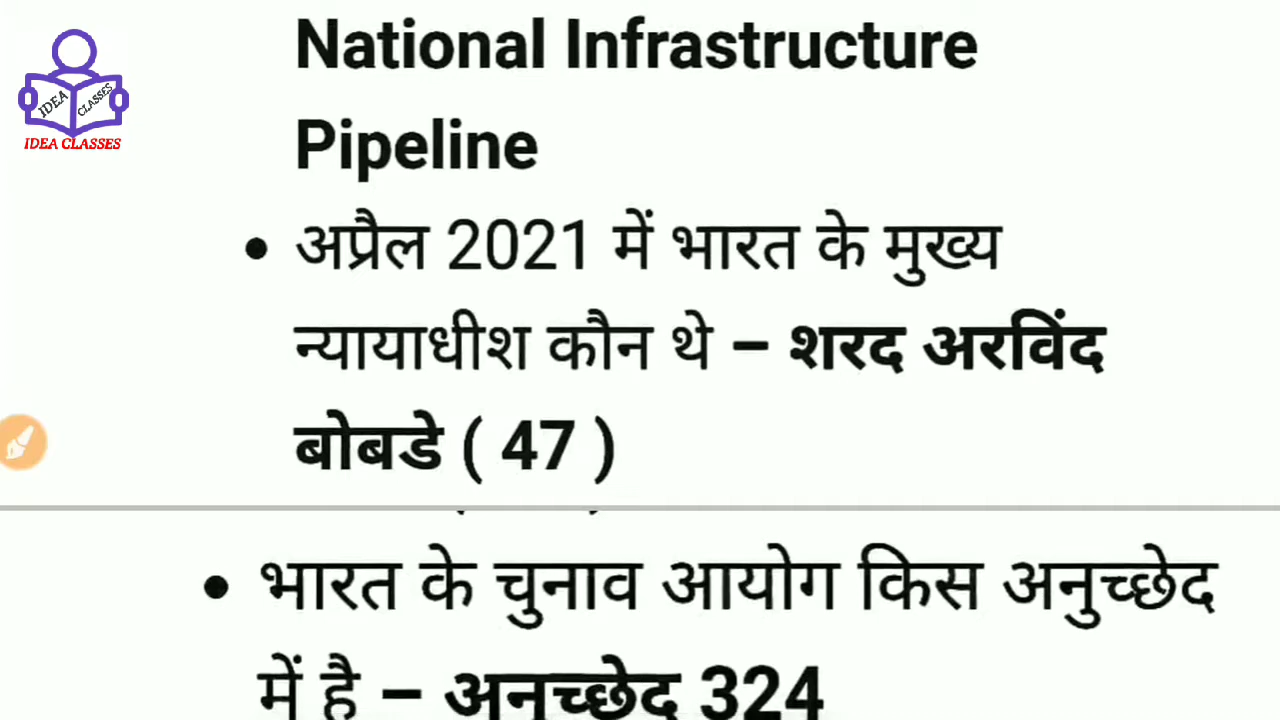 National Infrastructure
IDEA CLASSES
IDEA CLASSES
Pipeline
• अप्रैल 2021 में भारत के मुख्य
न्यायाधीश कौन थे – शरद अरविंद
बोबडे ( 47 )
• भारत के चुनाव आयोग किस अनुच्छेद
में है – अनुच्छेद 324